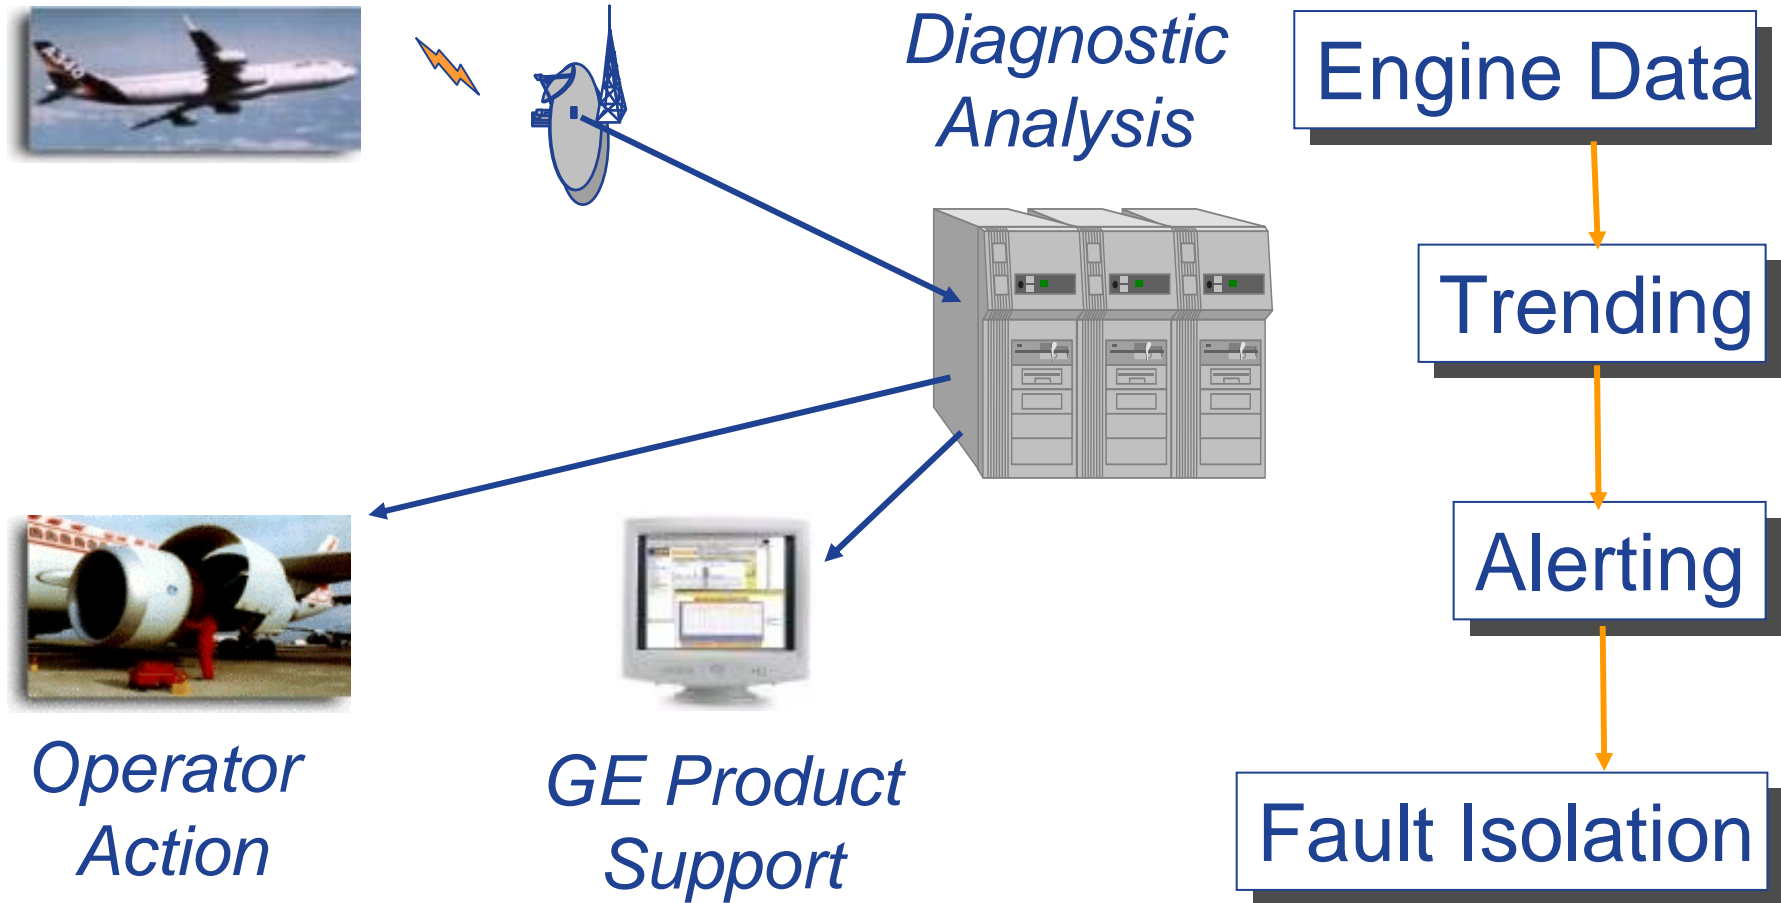 Diagnostic
Analysis
Engine Data
Trending
Alerting
Fault Isolation
Operator
Action
GE Product
Support